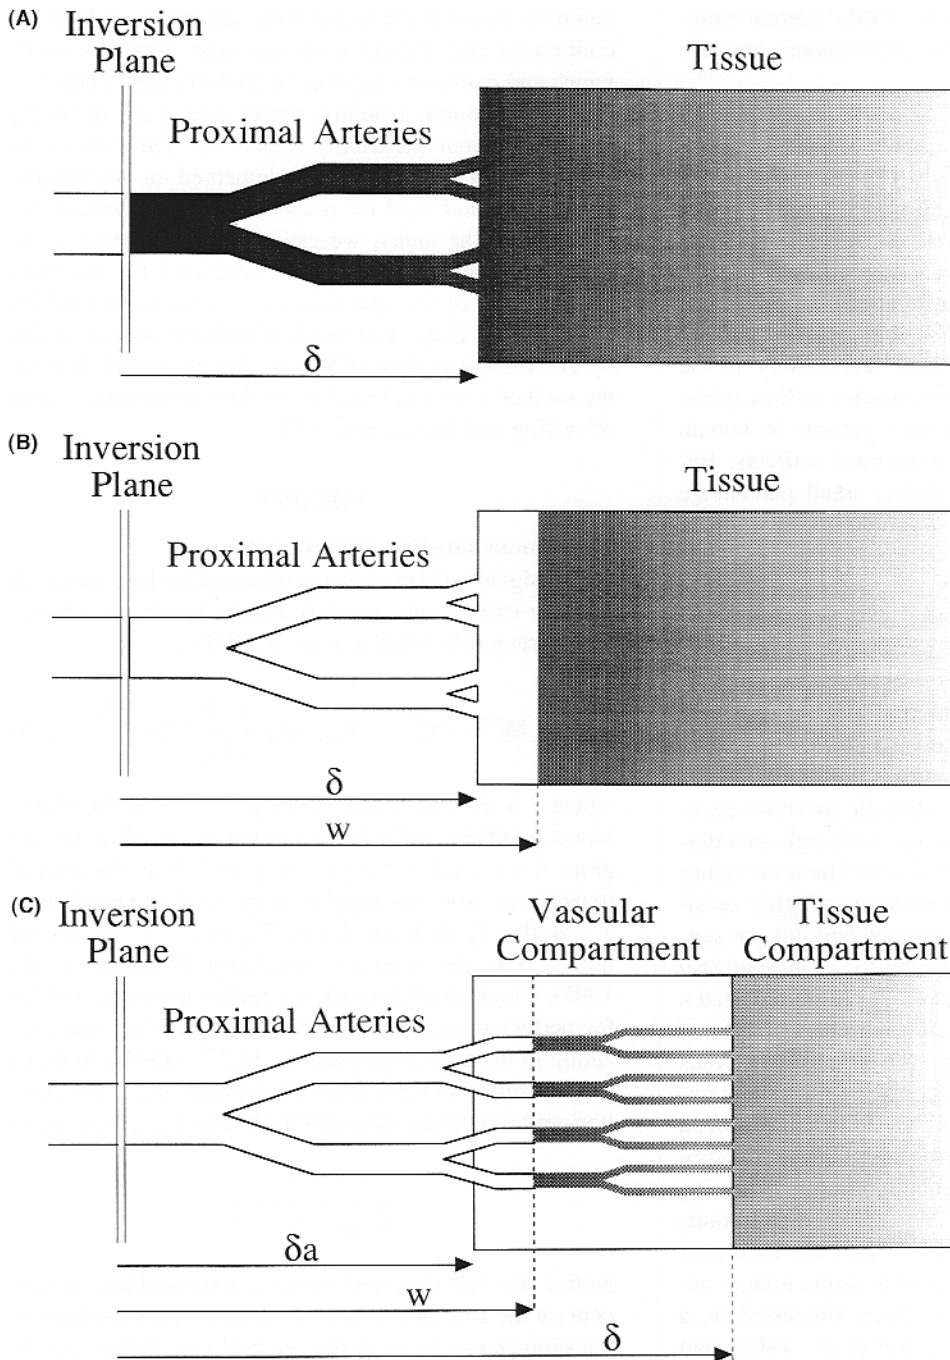 (A)
Inversion
Plane
Tissue
Proximal Arteries
δ
(B)
Inversion
Plane
Tissue
Proximal Arteries
δ
w
(C)
Inversion
Plane
Vascular
Compartment
Tissue
Compartment
Proximal Arteries
δa
w
δ